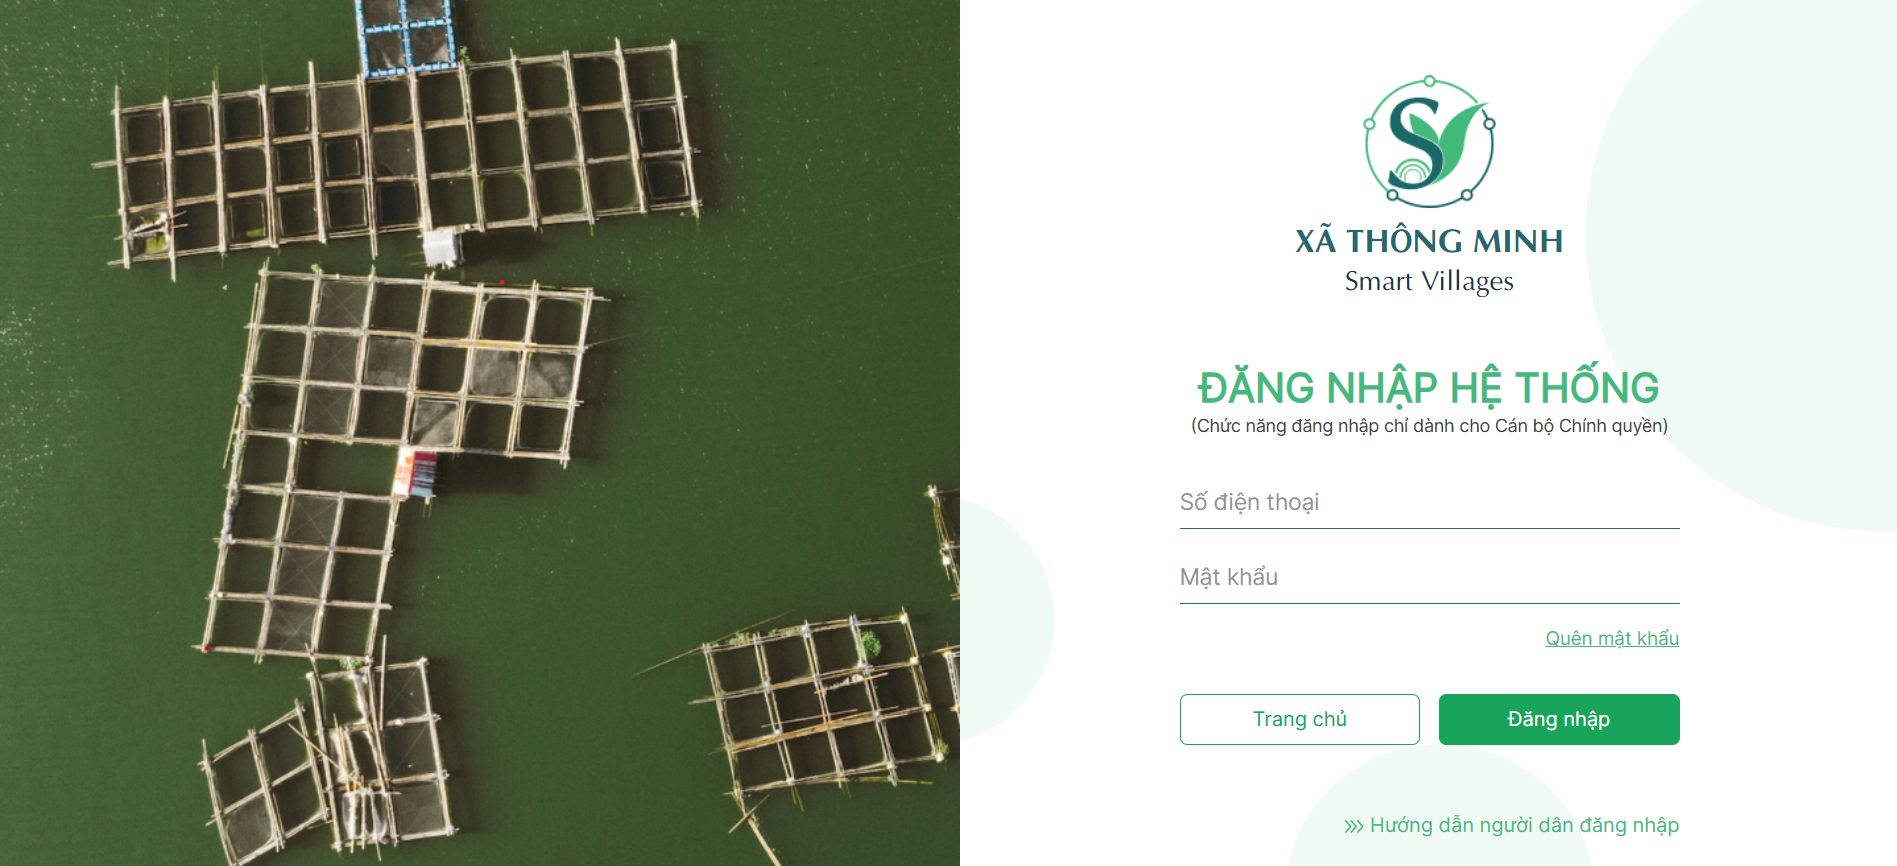 XÃ THÔNG MINH
Smart Villages
ĐĂNG NHẬP HỆ THỐNG
(Chức năng đăng nhập chỉ dành cho Cán bộ Chính quyền)
Số điện thoại
Mật khẩu
Quên mật khẩu
Trang chủ
Đăng nhập
Hướng dẫn người dân đăng nhập